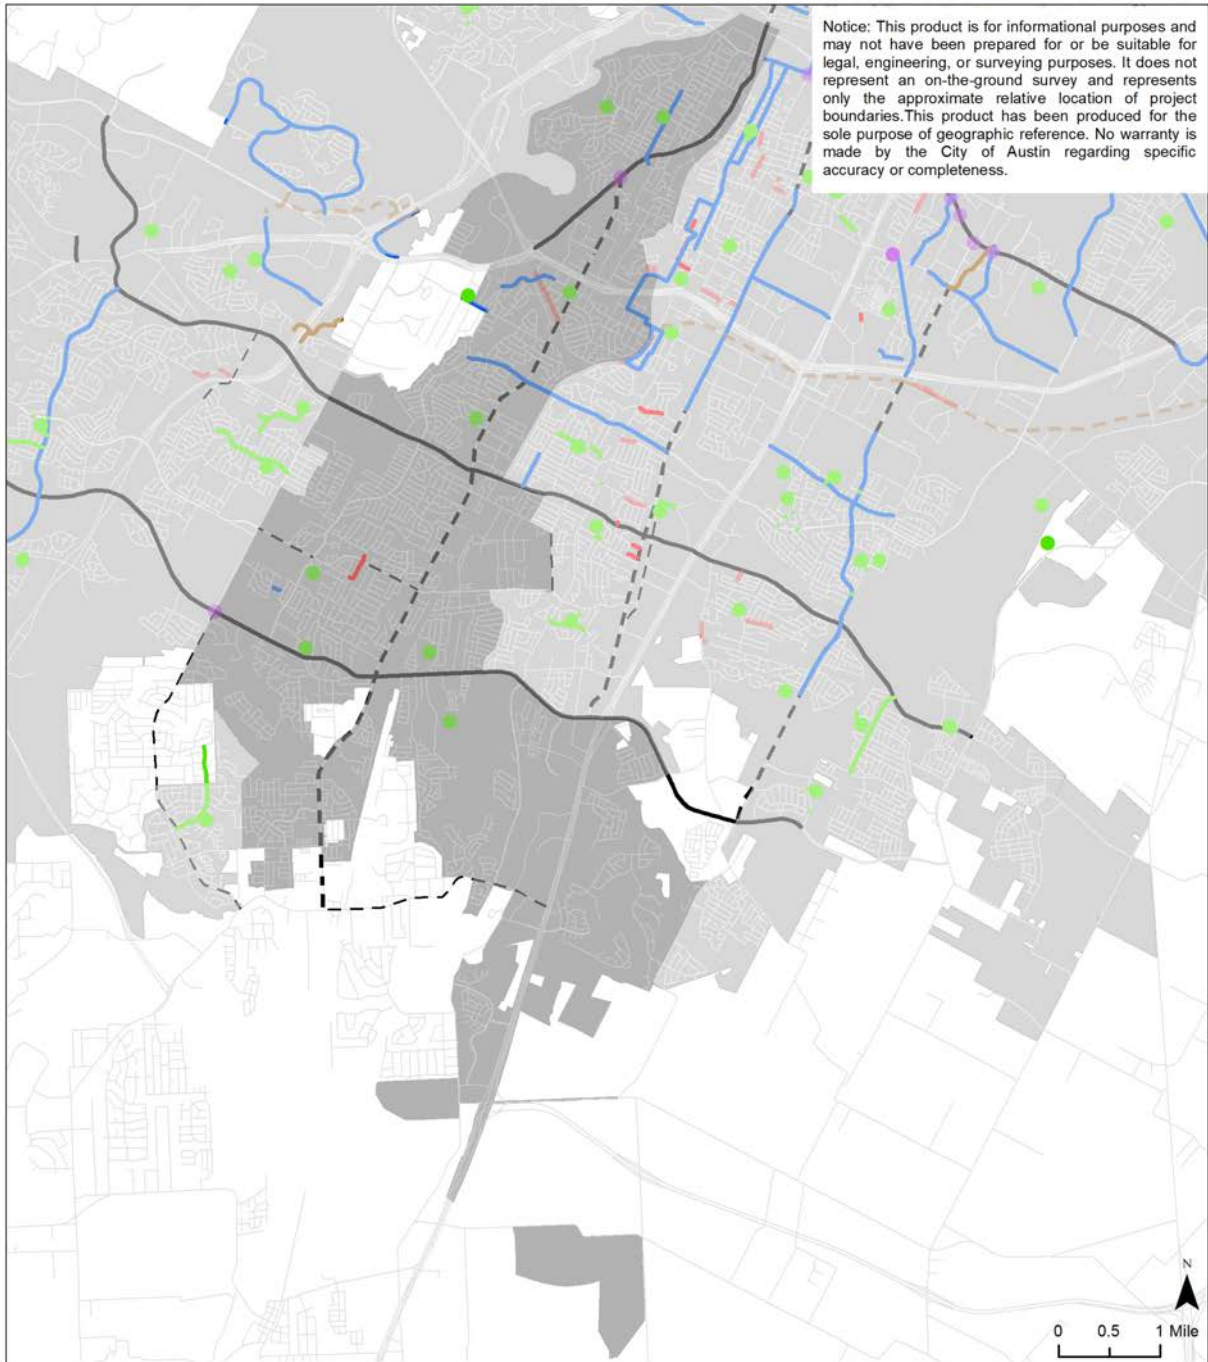 Notice: This product is for informational purposes and
may not have been prepared for or be suitable for
legal, engineering, or surveying purposes. It does not
represent an on-the-ground survey and represents
only the approximate relative location of project
boundaries.This product has been produced for the
sole purpose of geographic reference. No warranty is
made by the City of Austin regarding specific
accuracy or completeness.
N
0 0.5 1 Mile